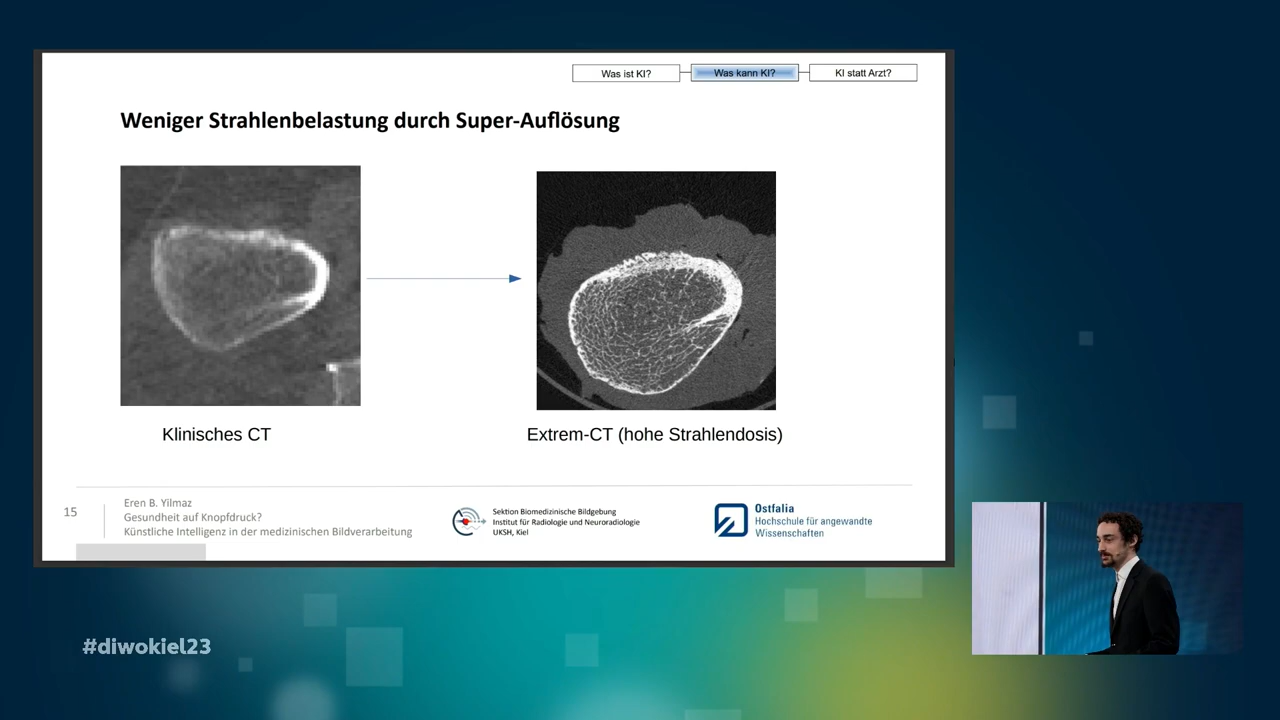 Was ist KI?
Was kann KI?
KI statt Arzt?
Weniger Strahlenbelastung durch Super-Auflösung
Klinisches CT
Extrem-CT (hohe Strahlendosis)
15
Eren B. Yilmaz
Gesundheit auf Knopfdruck?
Künstliche Intelligenz in der medizinischen Bildverarbeitung
Sektion Biomedizinische Bildgebung
Institut für Radiologie und Neuroradiologie
UKSH, Kiel
Ostfalia
Hochschule für angewandte
Wissenschaften
#diwokiel23